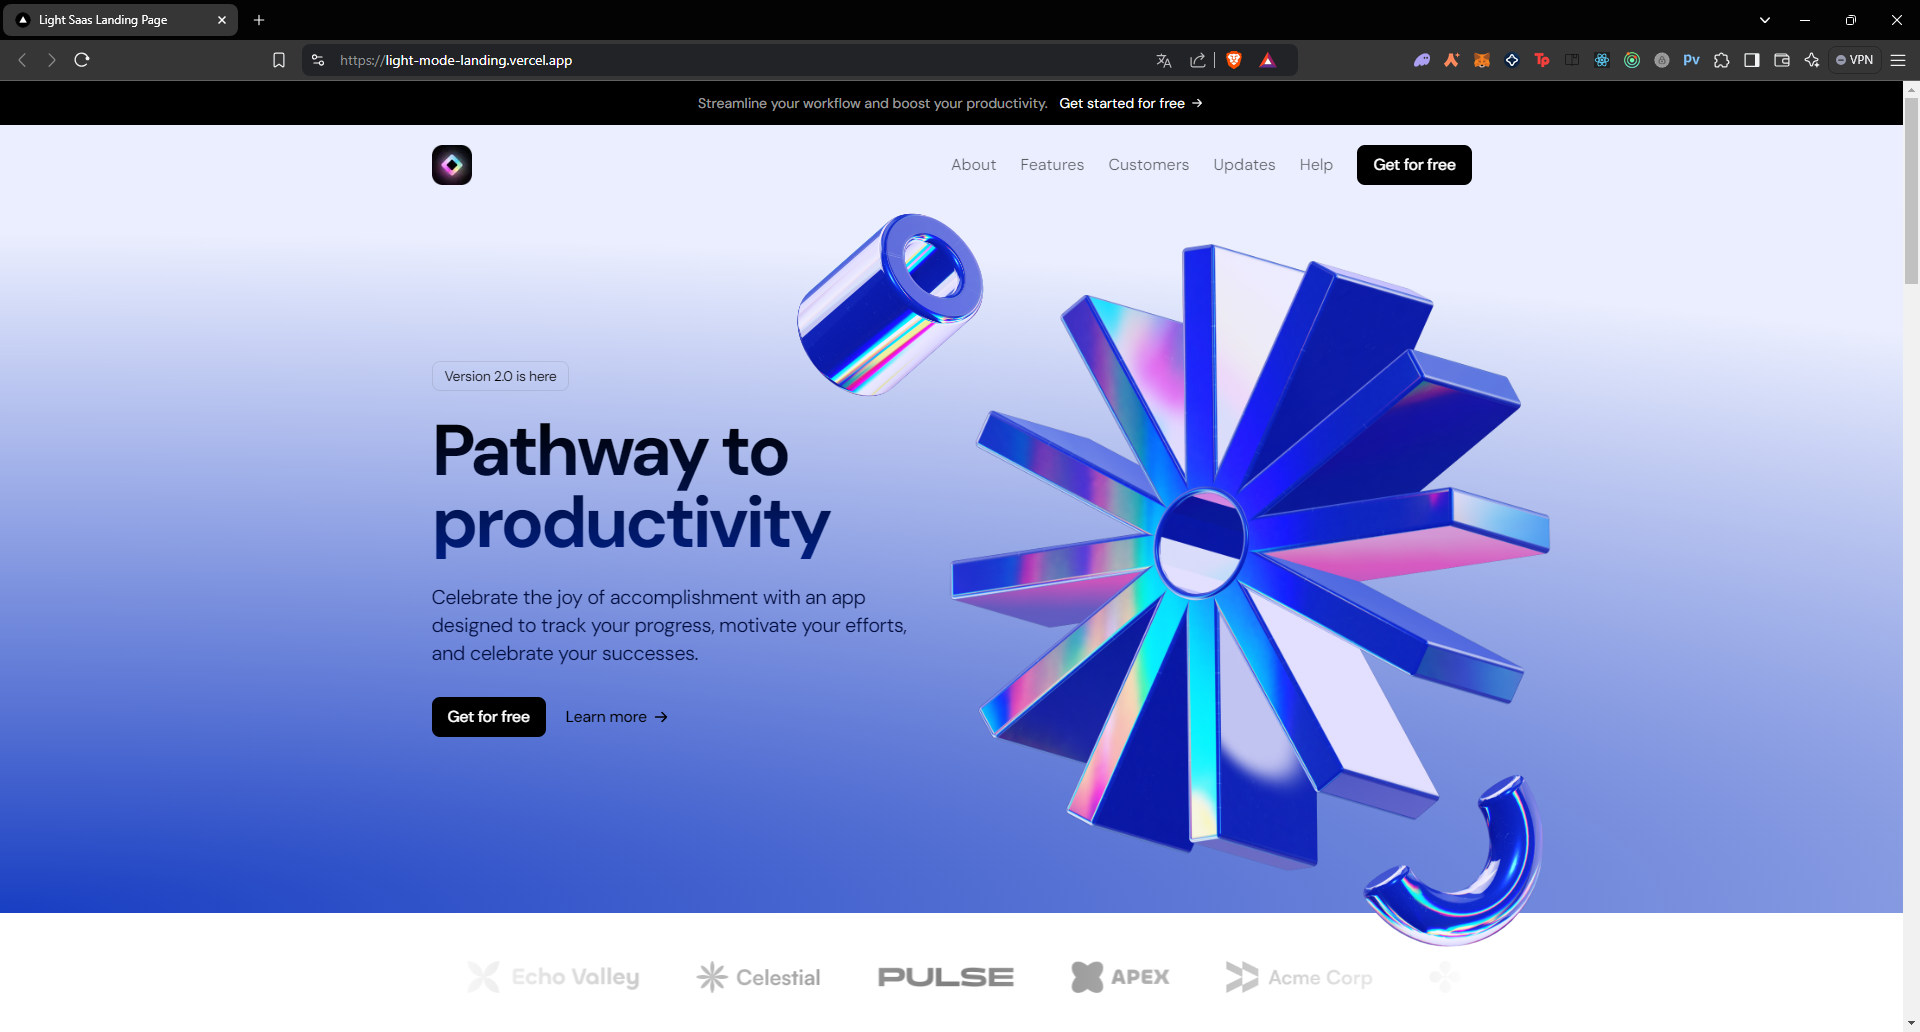 Light Saas Landing Page
https://light-mode-landing.vercel.app
VPN
Streamline your workflow and boost your productivity. Get started for free →
About Features Customers Updates Help Get for free
Version 2.0 is here
Pathway to
productivity
Celebrate the joy of accomplishment with an app
designed to track your progress, motivate your efforts,
and celebrate your successes.
Get for free Learn more →
Echo Valley Celestial PULSE APEX Acme Corp